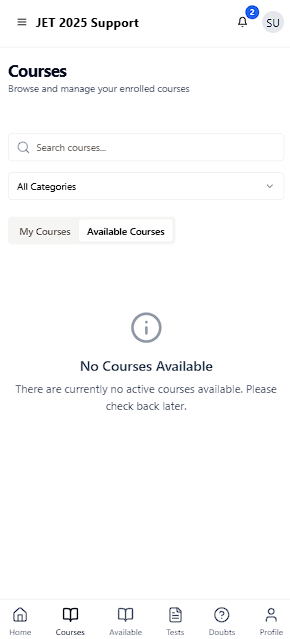 JET 2025 Support
2
SU
Courses
Browse and manage your enrolled courses
Search courses...
All Categories
My Courses
Available Courses
No Courses Available
There are currently no active courses available. Please
check back later.
Home
Courses
Available
Tests
Doubts
Profile